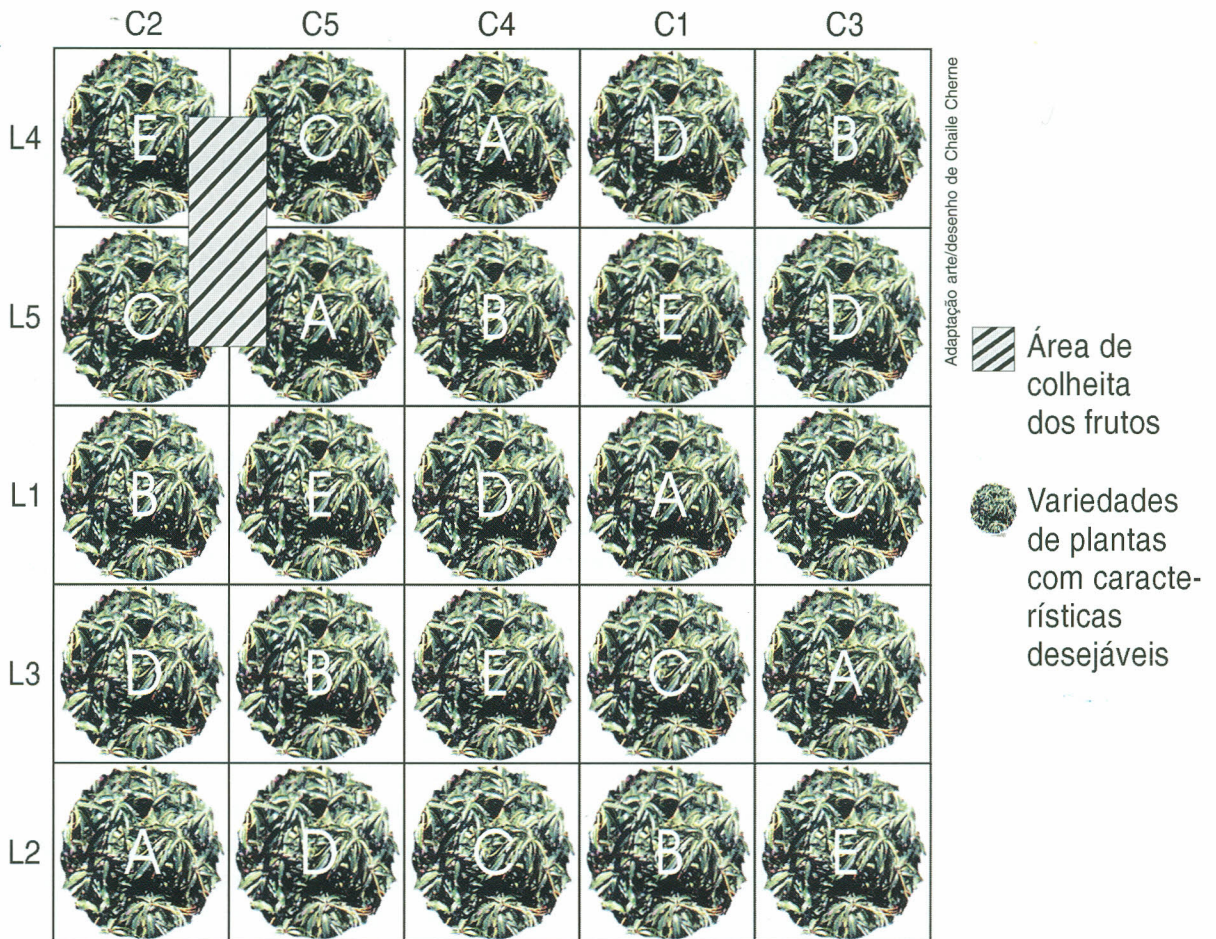 C2 C5 C4 C1 C3
L4 E C A D B
L5 C A B E D
L1 B E D A C
L3 D B E C A
L2 A D C B E
Adaptação arte/desenho de Chaile Cherne
Área de
colheita
dos frutos
Variedades
de plantas
com caracte-
rísticas
desejáveis